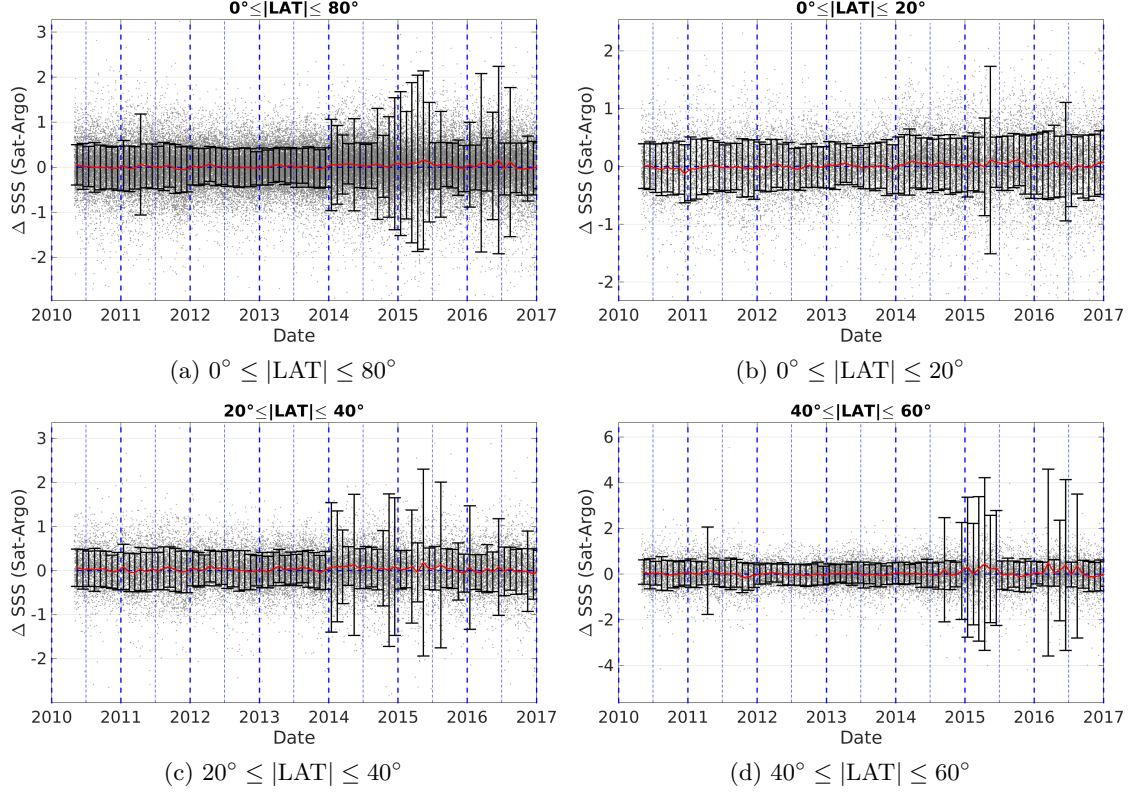 0°≤|LAT|≤ 80°
Δ SSS (Sat-Argo)
3
2
1
0
-1
-2
2010 2011 2012 2013 2014 2015 2016 2017
Date
(a) 0° ≤ |LAT| ≤ 80°
0°≤|LAT|≤ 20°
Δ SSS (Sat-Argo)
2
1
0
-1
-2
2010 2011 2012 2013 2014 2015 2016 2017
Date
(b) 0° ≤ |LAT| ≤ 20°
20°≤|LAT|≤ 40°
Δ SSS (Sat-Argo)
3
2
1
0
-1
-2
2010 2011 2012 2013 2014 2015 2016 2017
Date
(c) 20° ≤ |LAT| ≤ 40°
40°≤|LAT|≤ 60°
Δ SSS (Sat-Argo)
6
4
2
0
-2
-4
2010 2011 2012 2013 2014 2015 2016 2017
Date
(d) 40° ≤ |LAT| ≤ 60°